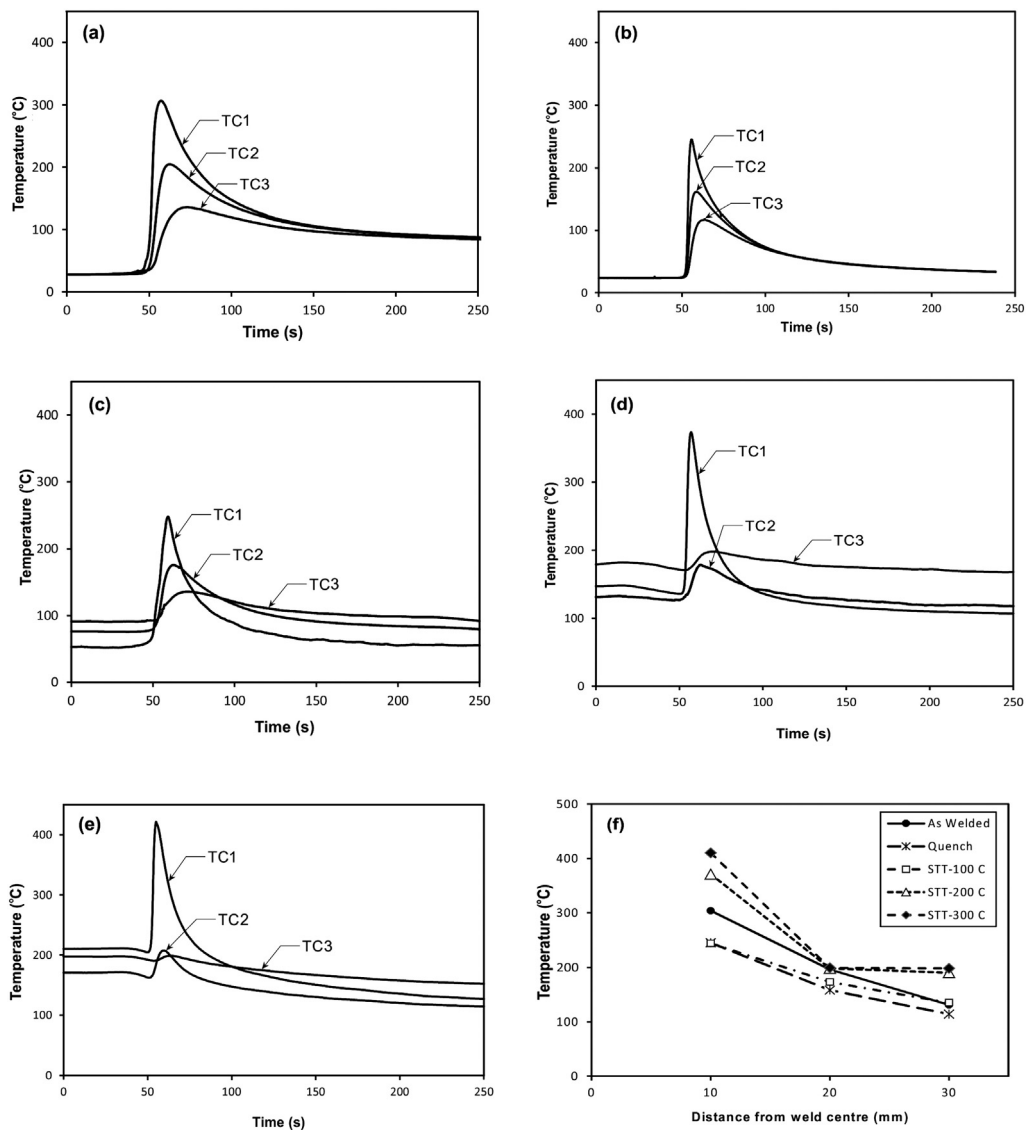 (a)
Temperature (°C)
400
300
200
100
0
TC1
TC2
TC3
0 50 100 150 200 250
Time (s)
(b)
Temperature (°C)
400
300
200
100
0
TC1
TC2
TC3
0 50 100 150 200 250
Time (s)
(c)
Temperature (°C)
400
300
200
100
0
TC1
TC2
TC3
0 50 100 150 200 250
Time (s)
(d)
Temperature (°C)
400
300
200
100
0
TC1
TC2
TC3
0 50 100 150 200 250
Time (s)
(e)
Temperature (°C)
400
300
200
100
0
TC1
TC2
TC3
0 50 100 150 200 250
Time (s)
(f)
Temperature (°C)
500
400
300
200
100
0
As Welded
Quench
STT-100 C
STT-200 C
STT-300 C
0 10 20 30
Distance from weld centre (mm)